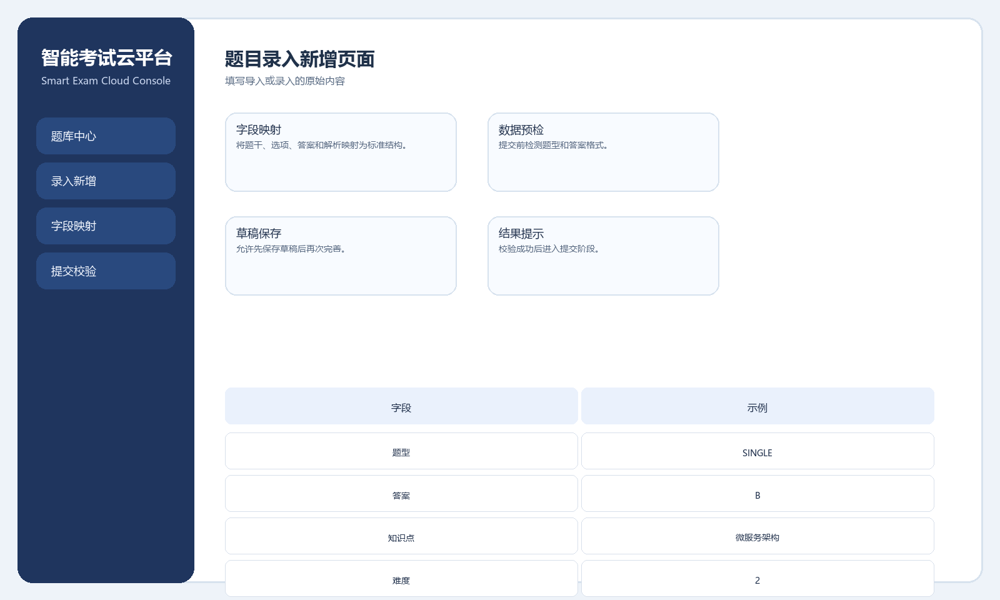 智能考试云平台
Smart Exam Cloud Console
题库中心
录入新增
字段映射
提交校验
题目录入新增页面
填写导入或录入的原始内容
字段映射
将题干、选项、答案和解析映射为标准结构。
数据预检
提交前检测题型和答案格式。
草稿保存
允许先保存草稿后再次完善。
结果提示
校验成功后进入提交阶段。
字段 示例
题型 SINGLE
答案 B
知识点 微服务架构
难度 2